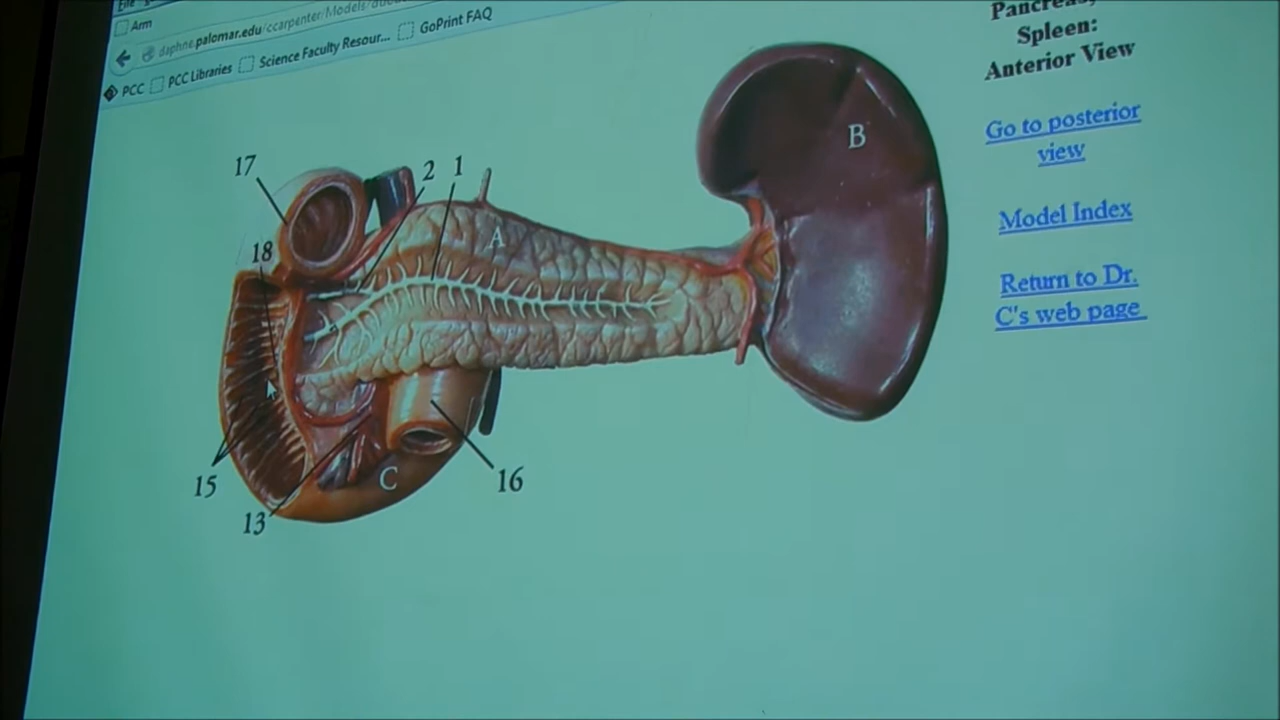 File
Arm
daphne.palomar.edu/ccarpenter/Models/
PCC PCC Libraries Science Faculty Resour... GoPrint FAQ
Pancreas,
Spleen:
Anterior View
Go to posterior
view
Model Index
Return to Dr.
C's web page
17
2
1
B
A
18
15
13
C
16